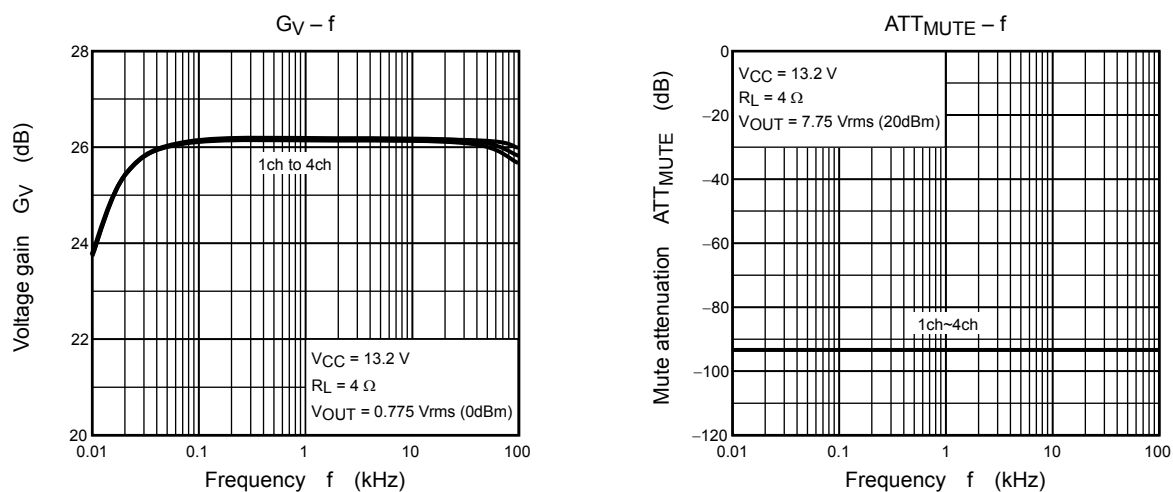 GV – f
28
26
24
22
20
0.01
0.1
1
10
100
Voltage gain GV (dB)
Frequency f (kHz)
1ch to 4ch
VCC = 13.2 V
RL = 4 Ω
VOUT = 0.775 Vrms (0dBm)
ATTMUTE – f
0
−20
−40
−60
−80
−100
−120
0.01
0.1
1
10
100
Mute attenuation ATTMUTE (dB)
Frequency f (kHz)
VCC = 13.2 V
RL = 4 Ω
VOUT = 7.75 Vrms (20dBm)
1ch~4ch